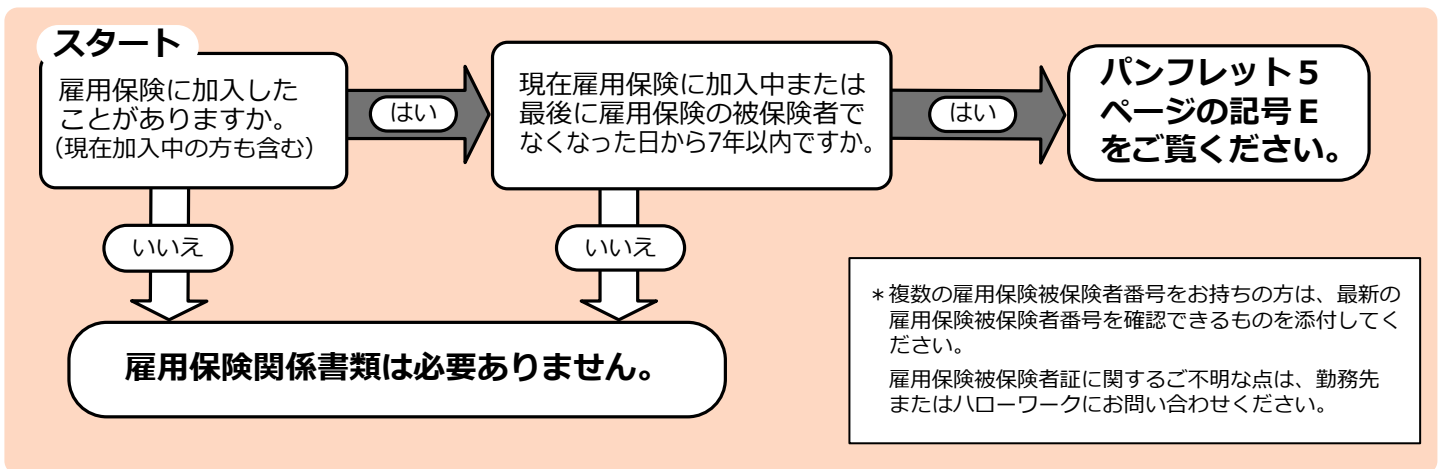 スタート
雇用保険に加入した
ことがありますか。
（現在加入中の方も含む）
はい
現在雇用保険に加入中または
最後に雇用保険の被保険者で
なくなった日から7年以内ですか。
はい
パンフレット５
ページの記号Ｅ
をご覧ください。
いいえ
いいえ
雇用保険関係書類は必要ありません。
＊複数の雇用保険被保険者番号をお持ちの方は、最新の
雇用保険被保険者番号を確認できるものを添付してく
ださい。
雇用保険被保険者証に関するご不明な点は、勤務先
またはハローワークにお問い合わせください。